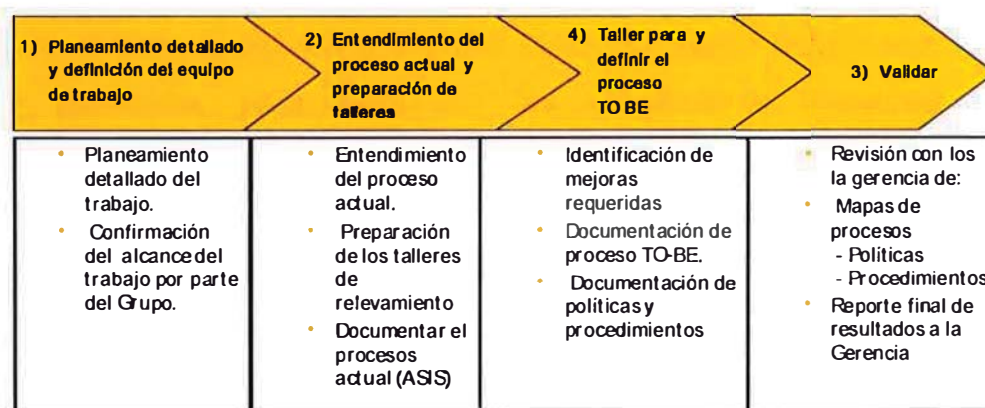 1) Planeamiento detallado
y definición del equipo
de trabajo
2) Entendimiento del
proceso actual y
preparación de
talleres
4) Taller para y
definir el
proceso
TO BE
3) Validar
• Planeamiento
detallado del
trabajo.
• Confirmación
del alcance del
trabajo por parte
del Grupo.
• Entendimiento
del proceso
actual.
• Preparación
de los talleres
de
relevamiento
• Documentar el
procesos
actual (ASIS)
• Identificación de
mejoras
requeridas
• Documentación de
proceso TO-BE.
• Documentación de
políticas y
procedimientos
• Revisión con los
la gerencia de:
• Mapas de
procesos
- Políticas
- Procedimientos
• Reporte final de
resultados a la
Gerencia